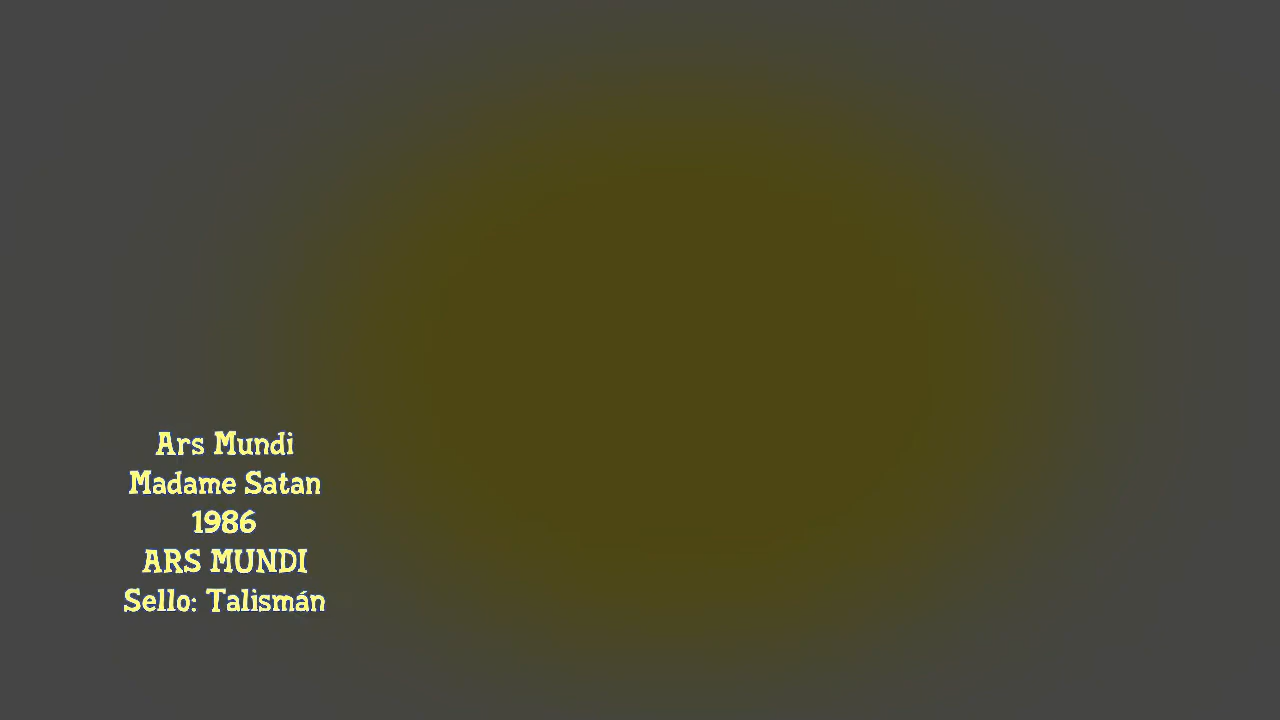 Ars Mundi
Madame Satan
1986
ARS MUNDI
Sello: Talismán